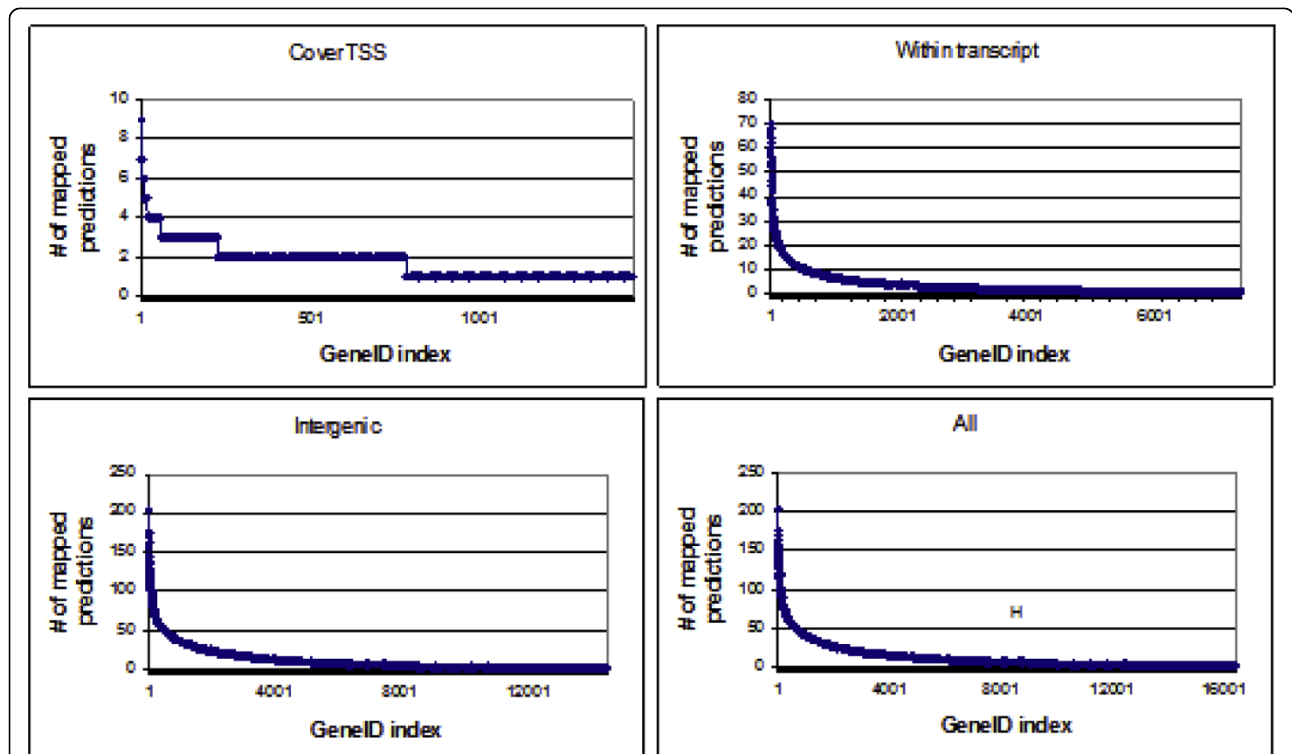 CoverTSS
# of mapped
predictions
10
8
6
4
2
0
1
501
1001
GeneID index
Within transcript
# of mapped
predictions
80
70
60
50
40
30
20
10
0
1
2001
4001
6001
GeneID index
Intergenic
# of mapped
predictions
250
200
150
100
50
0
1
4001
8001
12001
GeneID index
All
# of mapped
predictions
250
200
150
100
50
0
H
1
4001
8001
12001
16001
GeneID index